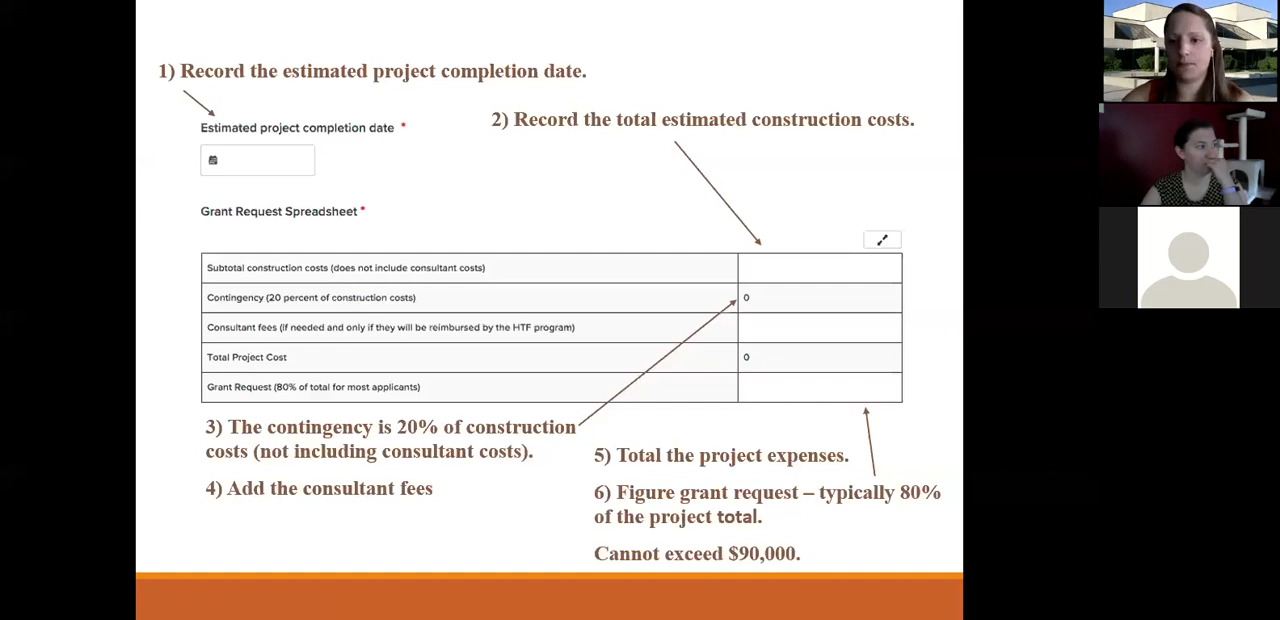 1) Record the estimated project completion date.
2) Record the total estimated construction costs.
Estimated project completion date *
Grant Request Spreadsheet *
Subtotal construction costs (does not include consultant costs)
Contingency (20 percent of construction costs) 0
Consultant fees (if needed and only if they will be reimbursed by the HTF program)
Total Project Cost 0
Grant Request (80% of total for most applicants)
3) The contingency is 20% of construction
costs (not including consultant costs).
4) Add the consultant fees
5) Total the project expenses.
6) Figure grant request – typically 80%
of the project total.
Cannot exceed $90,000.